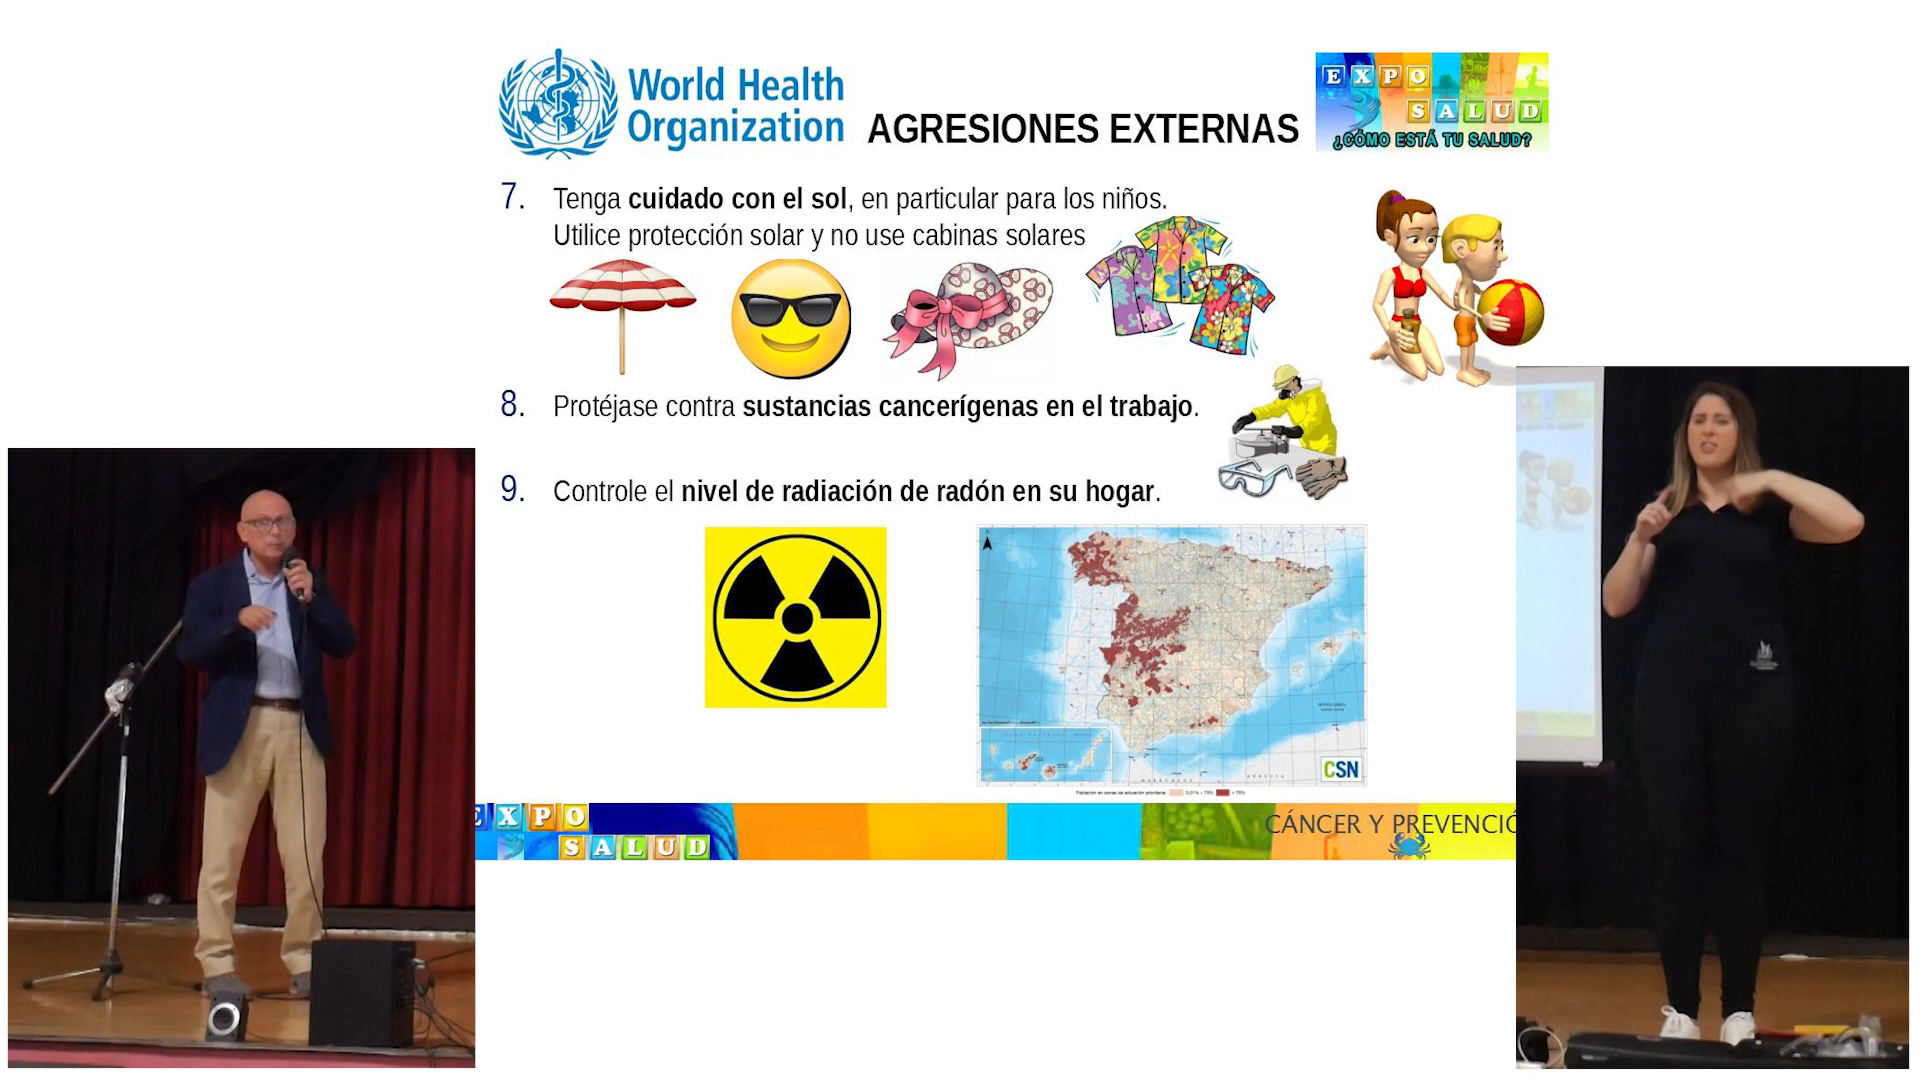 World Health
Organization
AGRESIONES EXTERNAS
EXPO
SALUD
¿CÓMO ESTÁ TU SALUD?
7. Tenga cuidado con el sol, en particular para los niños.
Utilice protección solar y no use cabinas solares
8. Protéjase contra sustancias cancerígenas en el trabajo.
9. Controle el nivel de radiación de radón en su hogar.
CSN
EXPO
SALUD
CÁNCER Y PREVENCIÓ